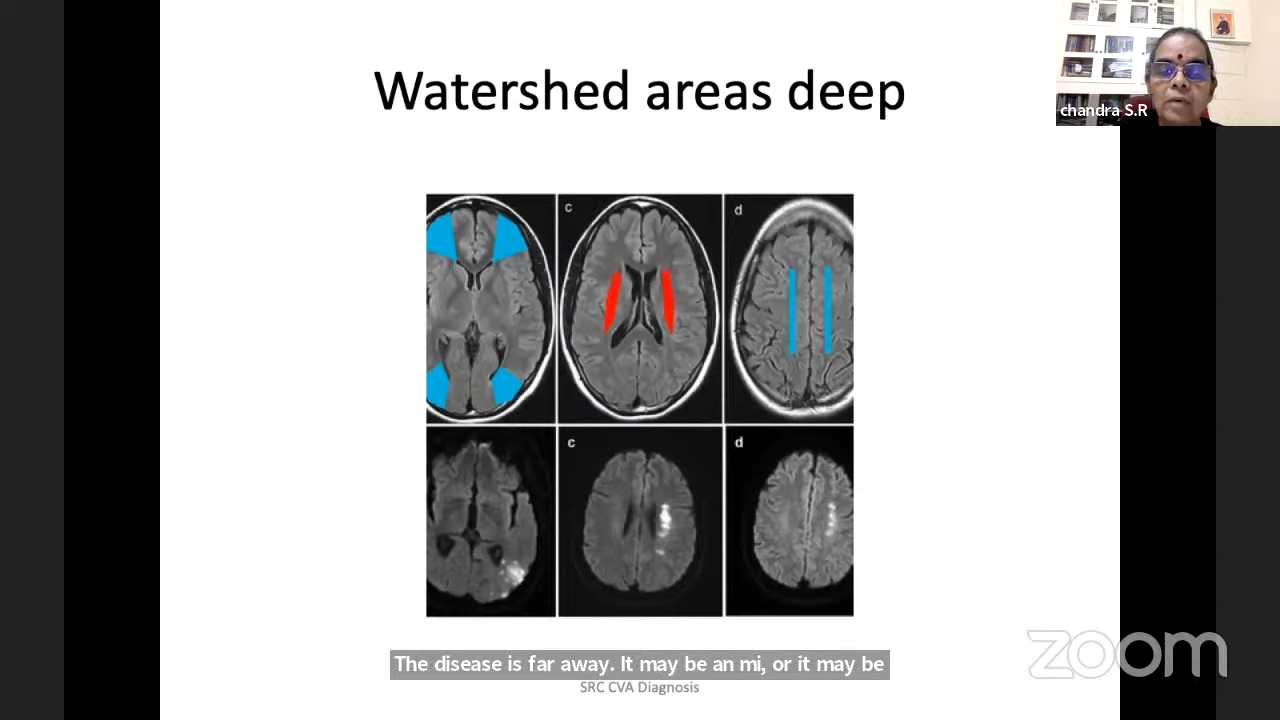 Watershed areas deep
chandra S.R
c
d
c
d
The disease is far away. It may be an mi, or it may be
SRC CVA Diagnosis
zoom